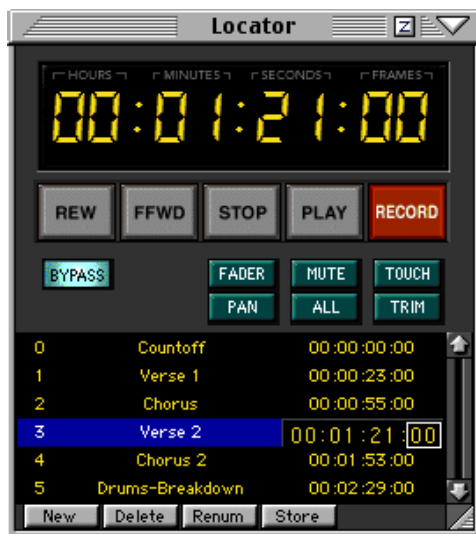 Locator
Z
HOURS MINUTES SECONDS FRAMES
00:01:21:00
REW FFWD STOP PLAY RECORD
BYPASS FADER MUTE TOUCH
PAN ALL TRIM
0 Countoff 00:00:00:00
1 Verse 1 00:00:23:00
2 Chorus 00:00:55:00
3 Verse 2 00:01:21:00
4 Chorus 2 00:01:53:00
5 Drums-Breakdown 00:02:29:00
New Delete Renum Store